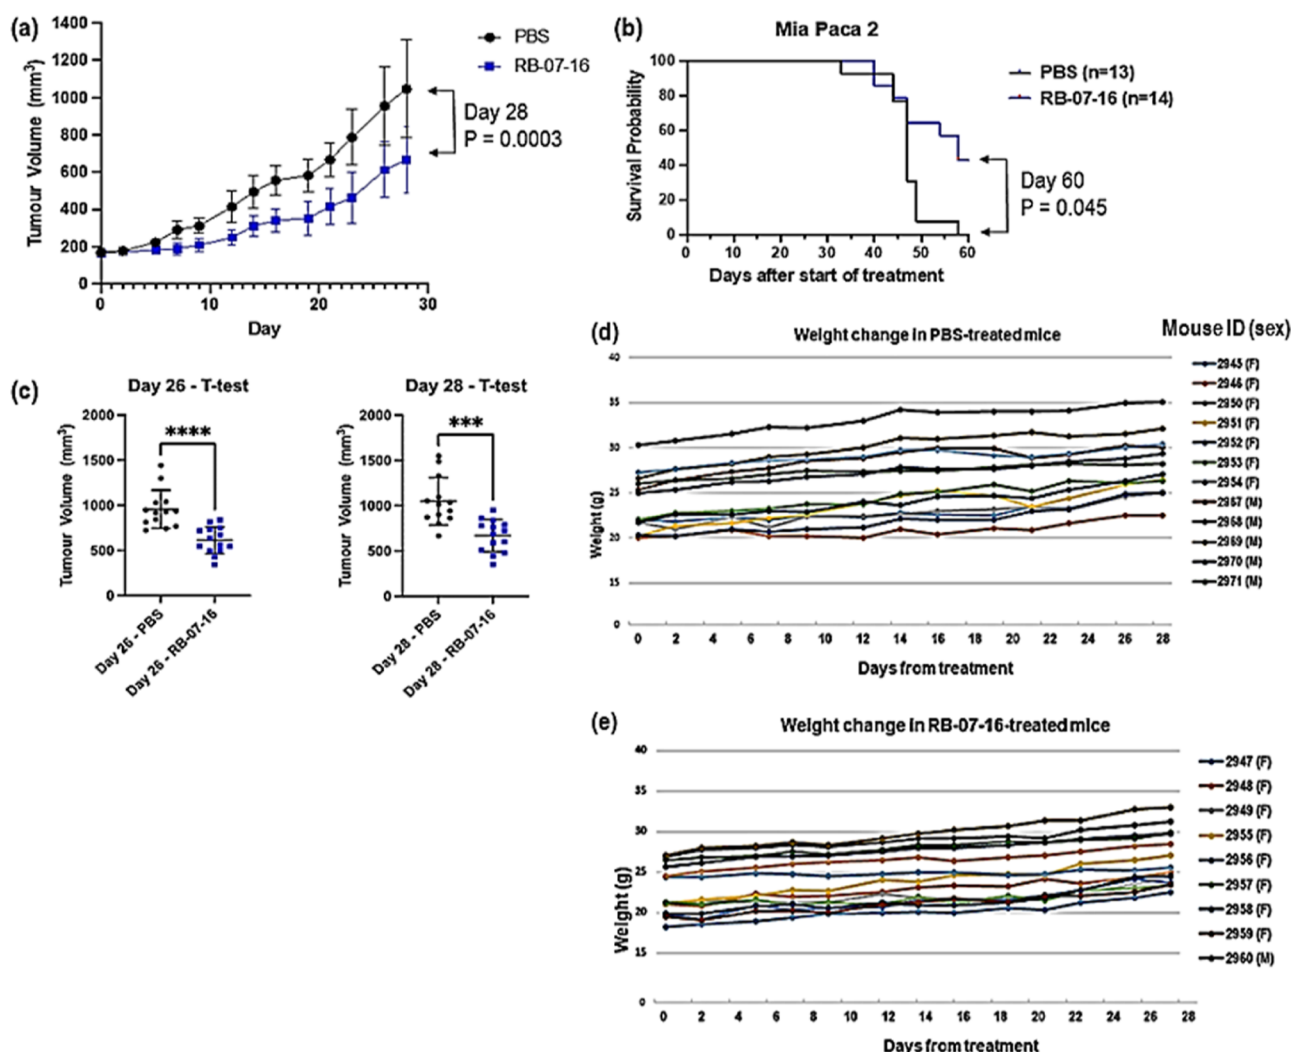 (a)
1400
1200
1000
800
600
400
200
0
Tumour Volume (mm³)
0 10 20 30
Day
PBS
RB-07-16
Day 28
P = 0.0003
(b)
Mia Paca 2
100
80
60
40
20
0
Survival Probability
0 10 20 30 40 50 60
Days after start of treatment
PBS (n=13)
RB-07-16 (n=14)
Day 60
P = 0.045
(c)
Day 26 - T-test
2000
1500
1000
500
0
Tumour Volume (mm³)
****
Day 26 - PBS
Day 26 - RB-07-16
Day 28 - T-test
2000
1500
1000
500
0
Tumour Volume (mm³)
***
Day 28 - PBS
Day 28 - RB-07-16
(d)
Weight change in PBS-treated mice
Mouse ID (sex)
40
35
30
25
20
15
0
Weight (g)
0 2 4 6 8 10 12 14 16 18 20 22 24 26 28
Days from treatment
2945 (F)
2946 (F)
2950 (F)
2951 (F)
2952 (F)
2953 (F)
2954 (F)
2967 (M)
2968 (M)
2969 (M)
2970 (M)
2971 (M)
(e)
Weight change in RB-07-16-treated mice
40
35
30
25
20
15
0
Weight (g)
0 2 4 6 8 10 12 14 16 18 20 22 24 26 28
Days from treatment
2947 (F)
2948 (F)
2949 (F)
2955 (F)
2956 (F)
2957 (F)
2958 (F)
2959 (F)
2960 (M)